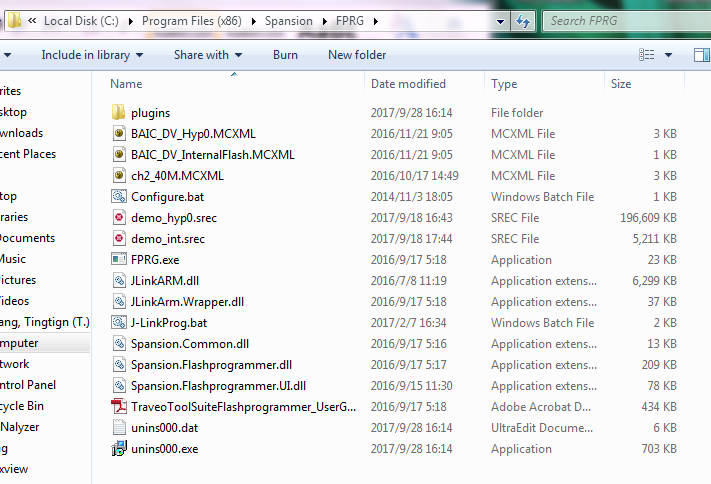 « Local Disk (C:) ▸ Program Files (x86) ▸ Spansion ▸ FPRG ▸ Search FPRG
Include in library Share with Burn New folder
Name Date modified Type Size
plugins 2017/9/28 16:14 File folder
BAIC_DV_Hyp0.MCXML 2016/11/21 9:05 MCXML File 3 KB
BAIC_DV_InternalFlash.MCXML 2016/11/21 9:05 MCXML File 1 KB
ch2_40M.MCXML 2016/10/17 14:49 MCXML File 3 KB
Configure.bat 2014/11/3 18:05 Windows Batch File 1 KB
demo_hyp0.srec 2017/9/18 16:43 SREC File 196,609 KB
demo_int.srec 2017/9/18 17:44 SREC File 5,211 KB
FPRG.exe 2016/9/17 5:18 Application 23 KB
JLinkARM.dll 2016/7/8 11:19 Application extens... 6,299 KB
JLinkArm.Wrapper.dll 2016/9/17 5:18 Application extens... 37 KB
J-LinkProg.bat 2017/2/7 16:34 Windows Batch File 2 KB
Spansion.Common.dll 2016/9/17 5:16 Application extens... 13 KB
Spansion.Flashprogrammer.dll 2016/9/17 5:17 Application extens... 209 KB
Spansion.Flashprogrammer.UI.dll 2016/9/15 11:30 Application extens... 78 KB
TraveoToolSuiteFlashprogrammer_UserG... 2016/9/17 5:18 Adobe Acrobat D... 434 KB
unins000.dat 2017/9/28 16:14 UltraEdit Docume... 6 KB
unins000.exe 2017/9/28 16:14 Application 703 KB
rites
sktop
wnloads
cent Places
top
raries
Documents
Music
Pictures
Videos
ang, Tingtign (T.)
mputer
twork
ntrol Panel
cycle Bin
Nalyzer
ng
xview